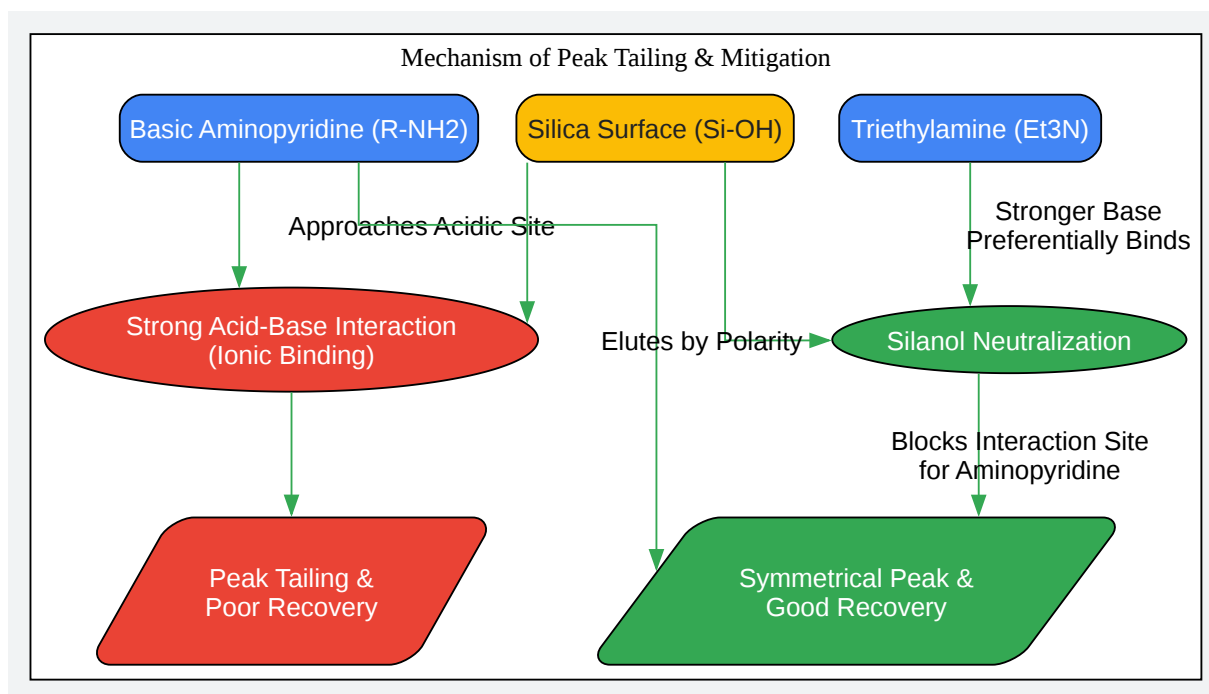 Mechanism of Peak Tailing & Mitigation
Basic Aminopyridine (R-NH2)
Silica Surface (Si-OH)
Triethylamine (Et3N)
Approaches Acidic Site
Stronger Base
Preferentially Binds
Strong Acid-Base Interaction
(Ionic Binding)
Elutes by Polarity
Silanol Neutralization
Blocks Interaction Site
for Aminopyridine
Peak Tailing &
Poor Recovery
Symmetrical Peak &
Good Recovery